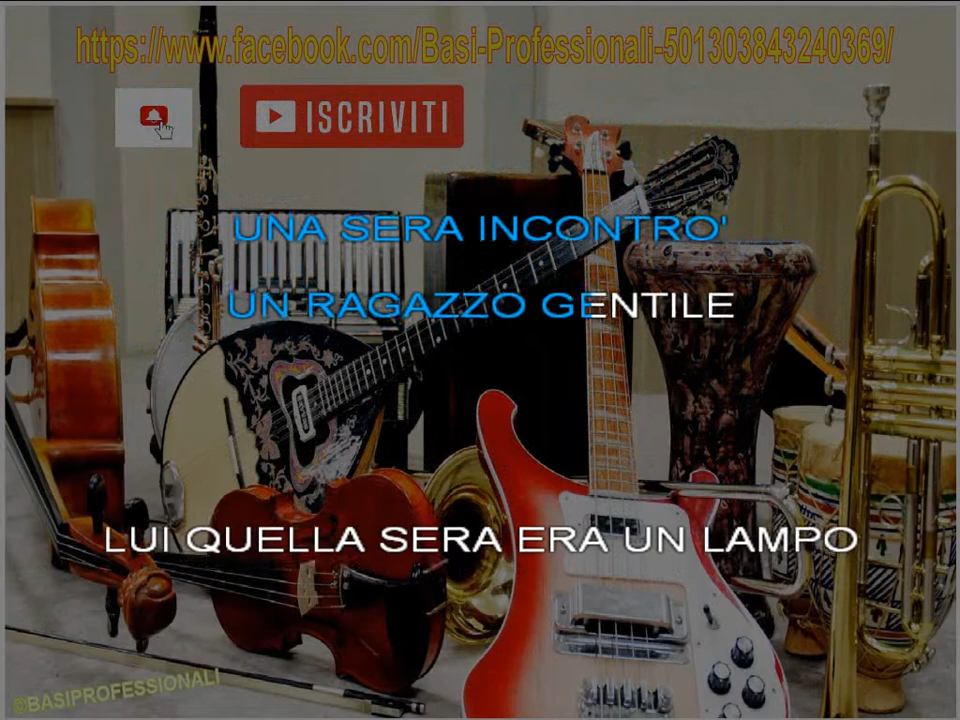 https://www.facebook.com/Basi-Professionali-501303843240369/
ISCRIVITI
UNA SERA INCONTRO'
UN RAGAZZO GENTILE
LUI QUELLA SERA ERA UN LAMPO
©BASIPROFESSIONALI